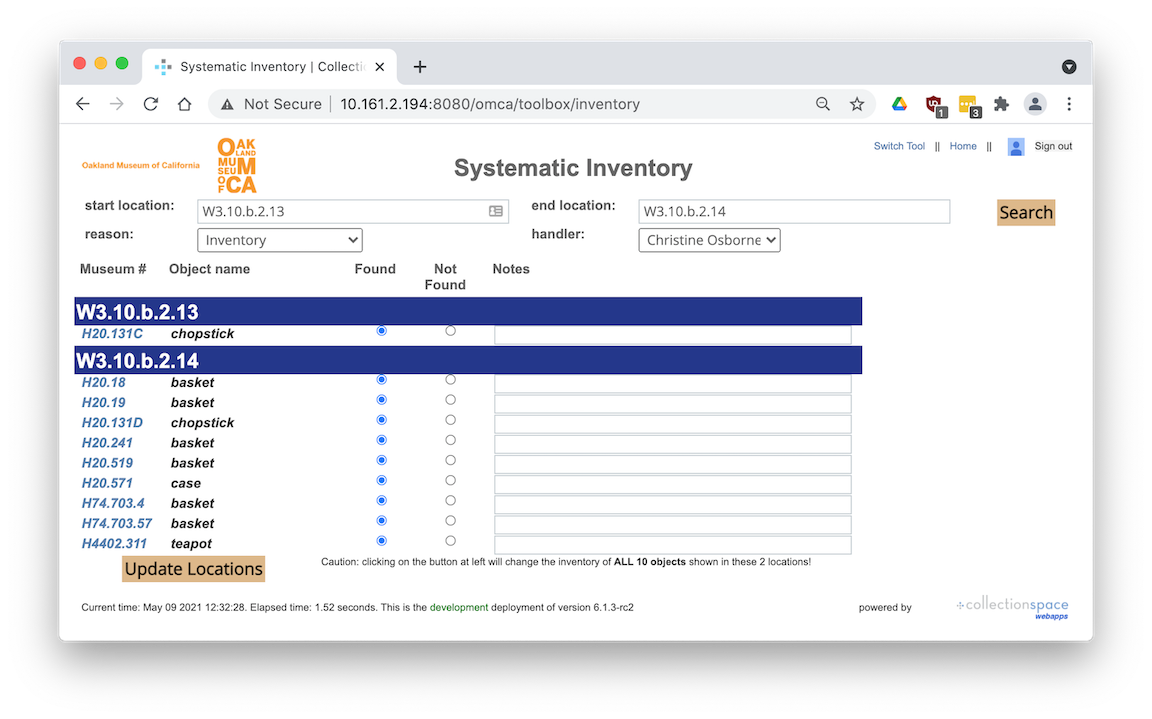 Systematic Inventory | Collecti
Not Secure | 10.161.2.194:8080/omca/toolbox/inventory
1
3
Switch Tool || Home || Sign out
Oakland Museum of California
OAK
LAND
MU
SEUM
OF CA
Systematic Inventory
start location: W3.10.b.2.13 end location: W3.10.b.2.14 Search
reason: Inventory handler: Christine Osborne
Museum # Object name Found Not Found Notes
W3.10.b.2.13
H20.131C chopstick
W3.10.b.2.14
H20.18 basket
H20.19 basket
H20.131D chopstick
H20.241 basket
H20.519 basket
H20.571 case
H74.703.4 basket
H74.703.57 basket
H4402.311 teapot
Update Locations Caution: clicking on the button at left will change the inventory of ALL 10 objects shown in these 2 locations!
Current time: May 09 2021 12:32:28. Elapsed time: 1.52 seconds. This is the development deployment of version 6.1.3-rc2 powered by collectionspace
webapps